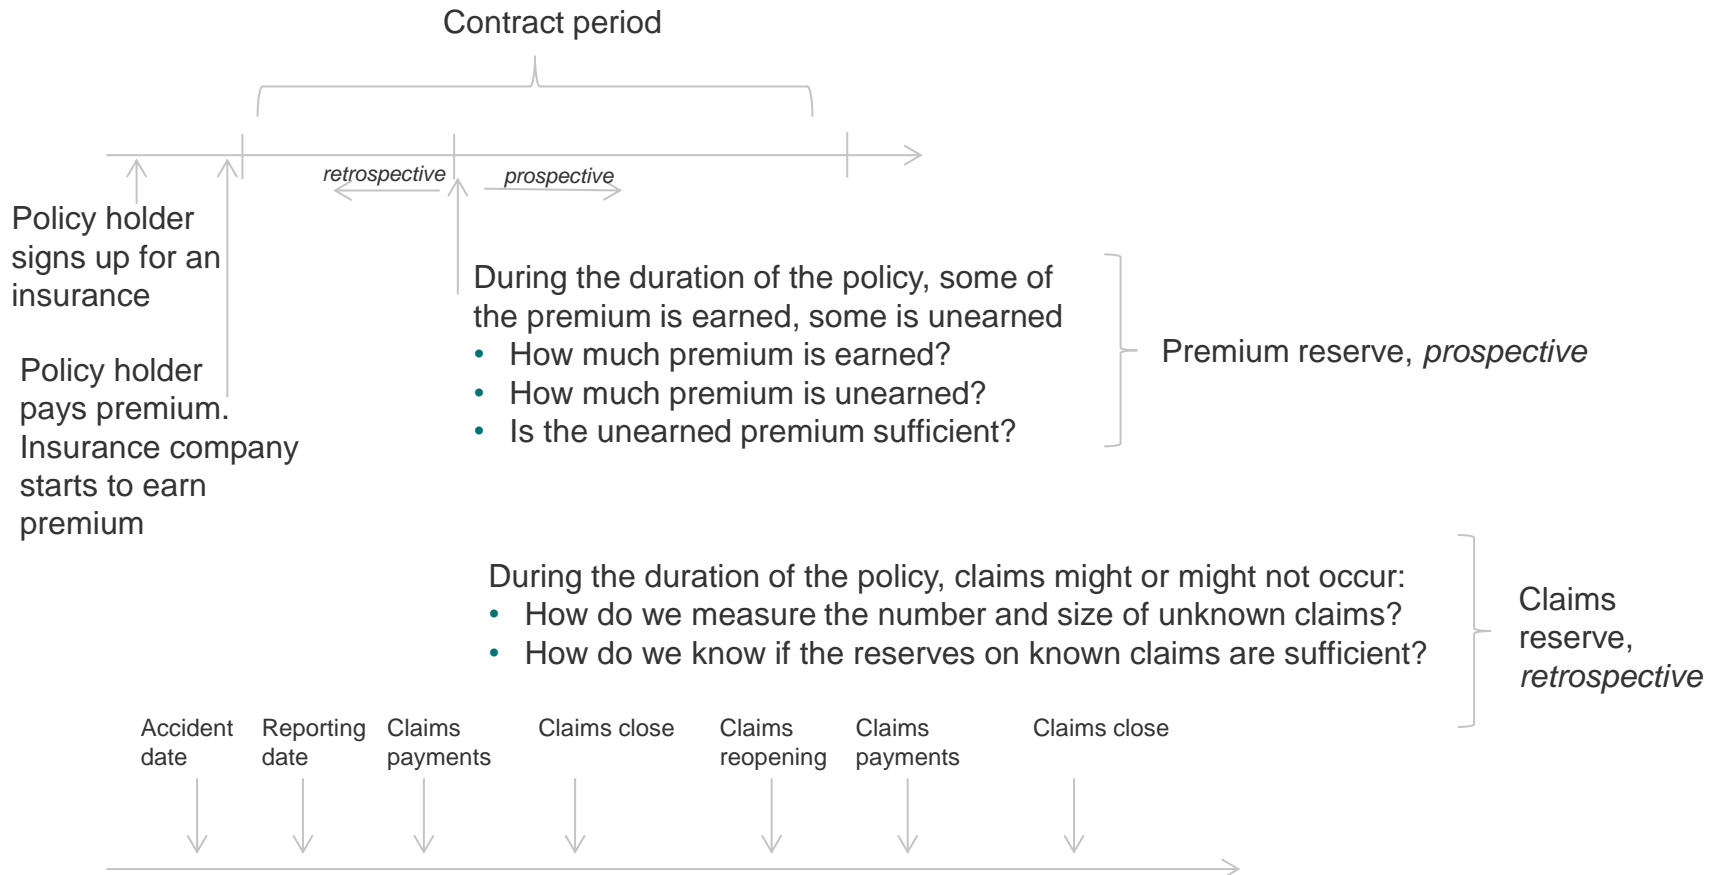 Contract period
retrospective
prospective
Policy holder
signs up for an
insurance
Policy holder
pays premium.
Insurance company
starts to earn
premium
During the duration of the policy, some of
the premium is earned, some is unearned
• How much premium is earned?
• How much premium is unearned?
• Is the unearned premium sufficient?
Premium reserve, prospective
During the duration of the policy, claims might or might not occur:
• How do we measure the number and size of unknown claims?
• How do we know if the reserves on known claims are sufficient?
Claims
reserve,
retrospective
Accident
date
Reporting
date
Claims
payments
Claims close
Claims
reopening
Claims
payments
Claims close